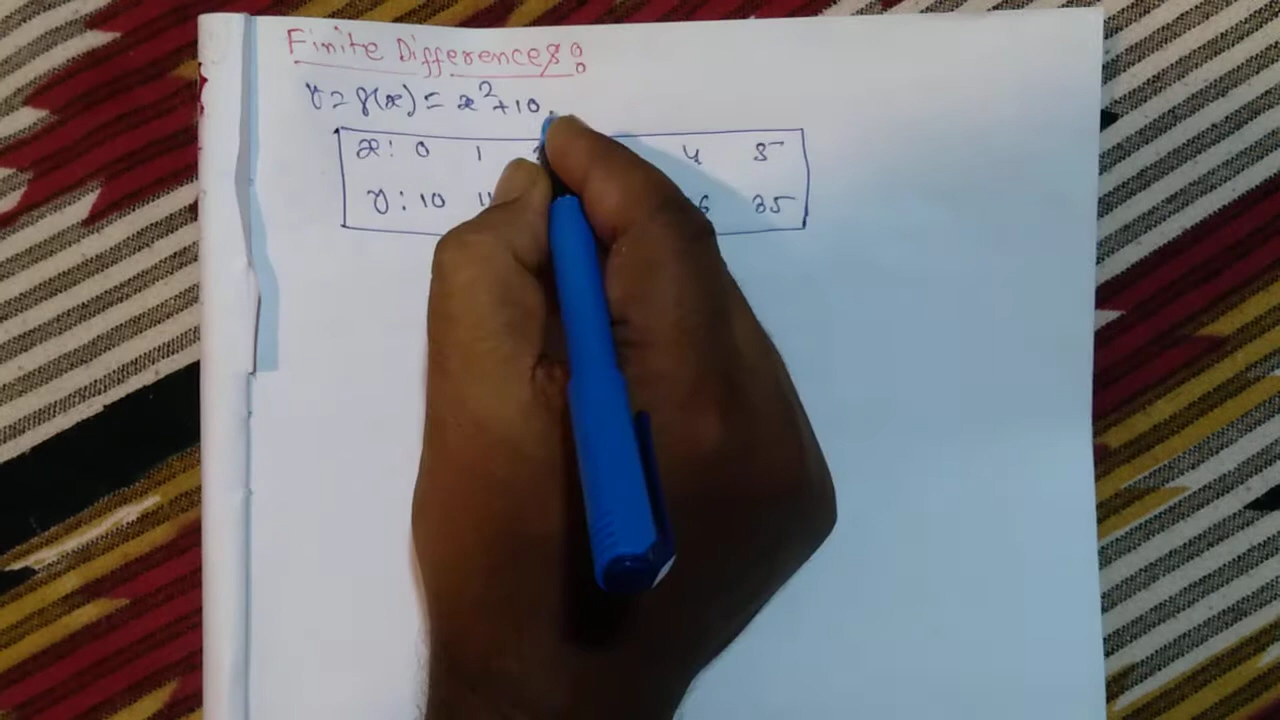 Finite Differences:
y = f(x) = x²+10.
x: 0 1 4 5
y: 10 11 35